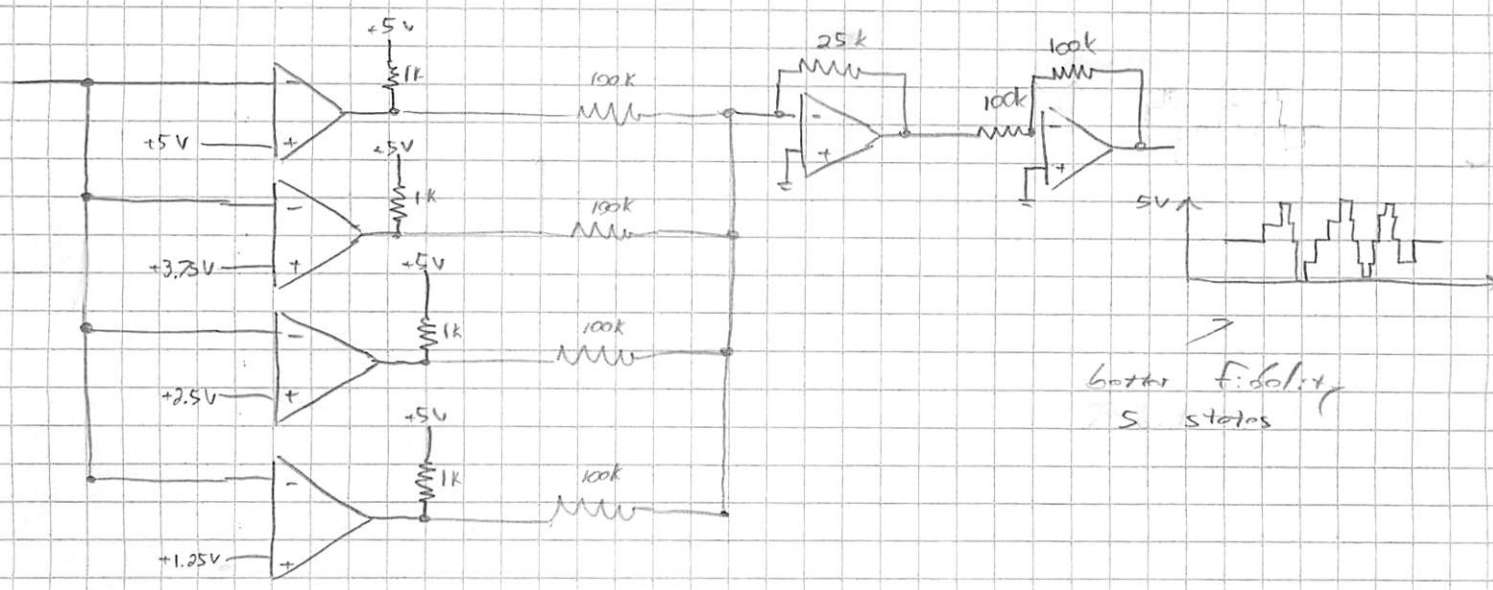 +5V
1k
100k
-
+5V
+
25k
-
+
100k
100k
-
+
+5V
1k
100k
-
+3.75V
+
+5V
1k
100k
-
+2.5V
+
+5V
1k
100k
-
+1.25V
+
5V
better fidelity
5 states